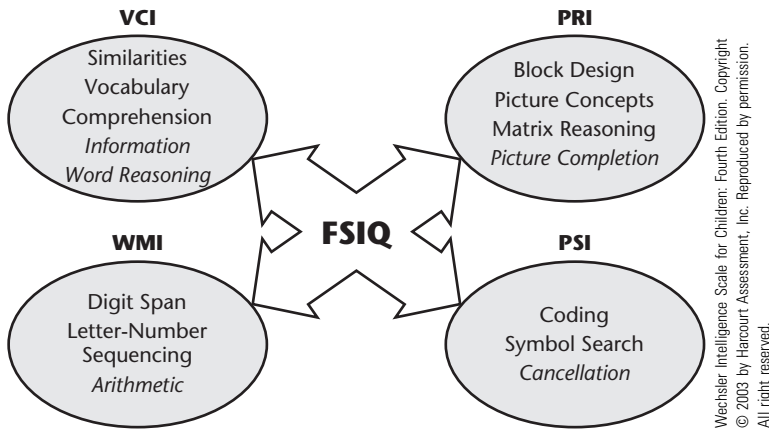 VCI
Similarities
Vocabulary
Comprehension
Information
Word Reasoning
PRI
Block Design
Picture Concepts
Matrix Reasoning
Picture Completion
FSIQ
WMI
Digit Span
Letter-Number
Sequencing
Arithmetic
PSI
Coding
Symbol Search
Cancellation
Wechsler Intelligence Scale for Children: Fourth Edition. Copyright
© 2003 by Harcourt Assessment, Inc. Reproduced by permission.
All right reserved.